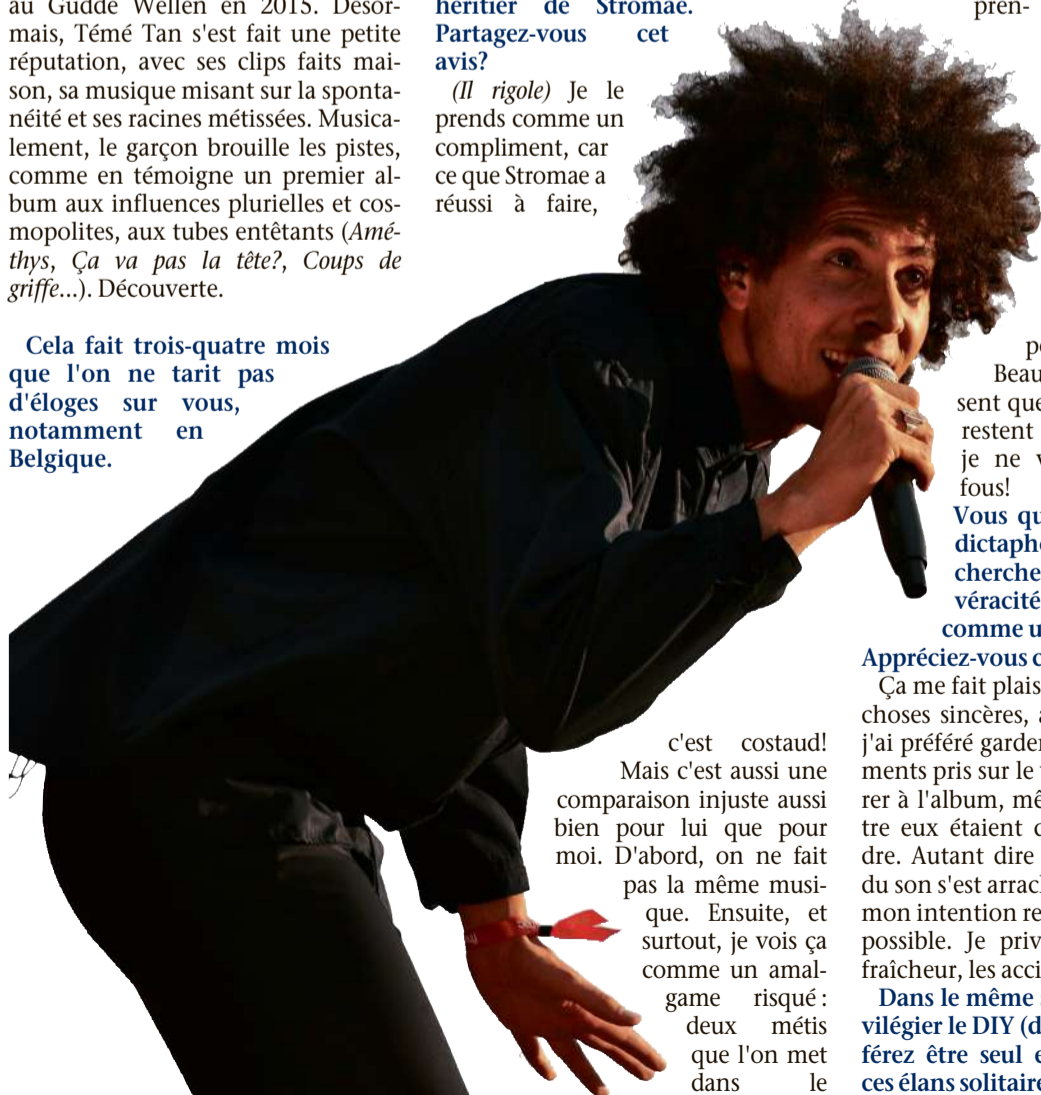 au Gudde Wellen en 2015. Désor-
mais, Témé Tan s'est fait une petite
réputation, avec ses clips faits mai-
son, sa musique misant sur la sponta-
néité et ses racines métissées. Musica-
lement, le garçon brouille les pistes,
comme en témoigne un premier al-
bum aux influences plurielles et cos-
mopolites, aux tubes entêtants (Amé-
thys, Ça va pas la tête?, Coups de
griffe...). Découverte.
Cela fait trois-quatre mois
que l'on ne tarit pas
d'éloges sur vous,
notamment en
Belgique.
héritier de Stromae.
Partagez-vous cet
avis?
(Il rigole) Je le
prends comme un
compliment, car
ce que Stromae a
réussi à faire,
c'est costaud!
Mais c'est aussi une
comparaison injuste aussi
bien pour lui que pour
moi. D'abord, on ne fait
pas la même musi-
que. Ensuite, et
surtout, je vois ça
comme un amal-
game risqué:
deux métis
que l'on met
dans le
pren-
Beau
sent que
restent
je ne
fous!
Vous qu
dictaph
cherche
véracité
comme u
Appréciez-vous c
Ça me fait plais
choses sincères, a
j'ai préféré garder
ments pris sur le
rer à l'album, mê
tre eux étaient d
dre. Autant dire
du son s'est arrac
mon intention re
possible. Je priv
fraîcheur, les acci
Dans le même
vilégier le DIY (d
férez être seul e
ces élans solitaire